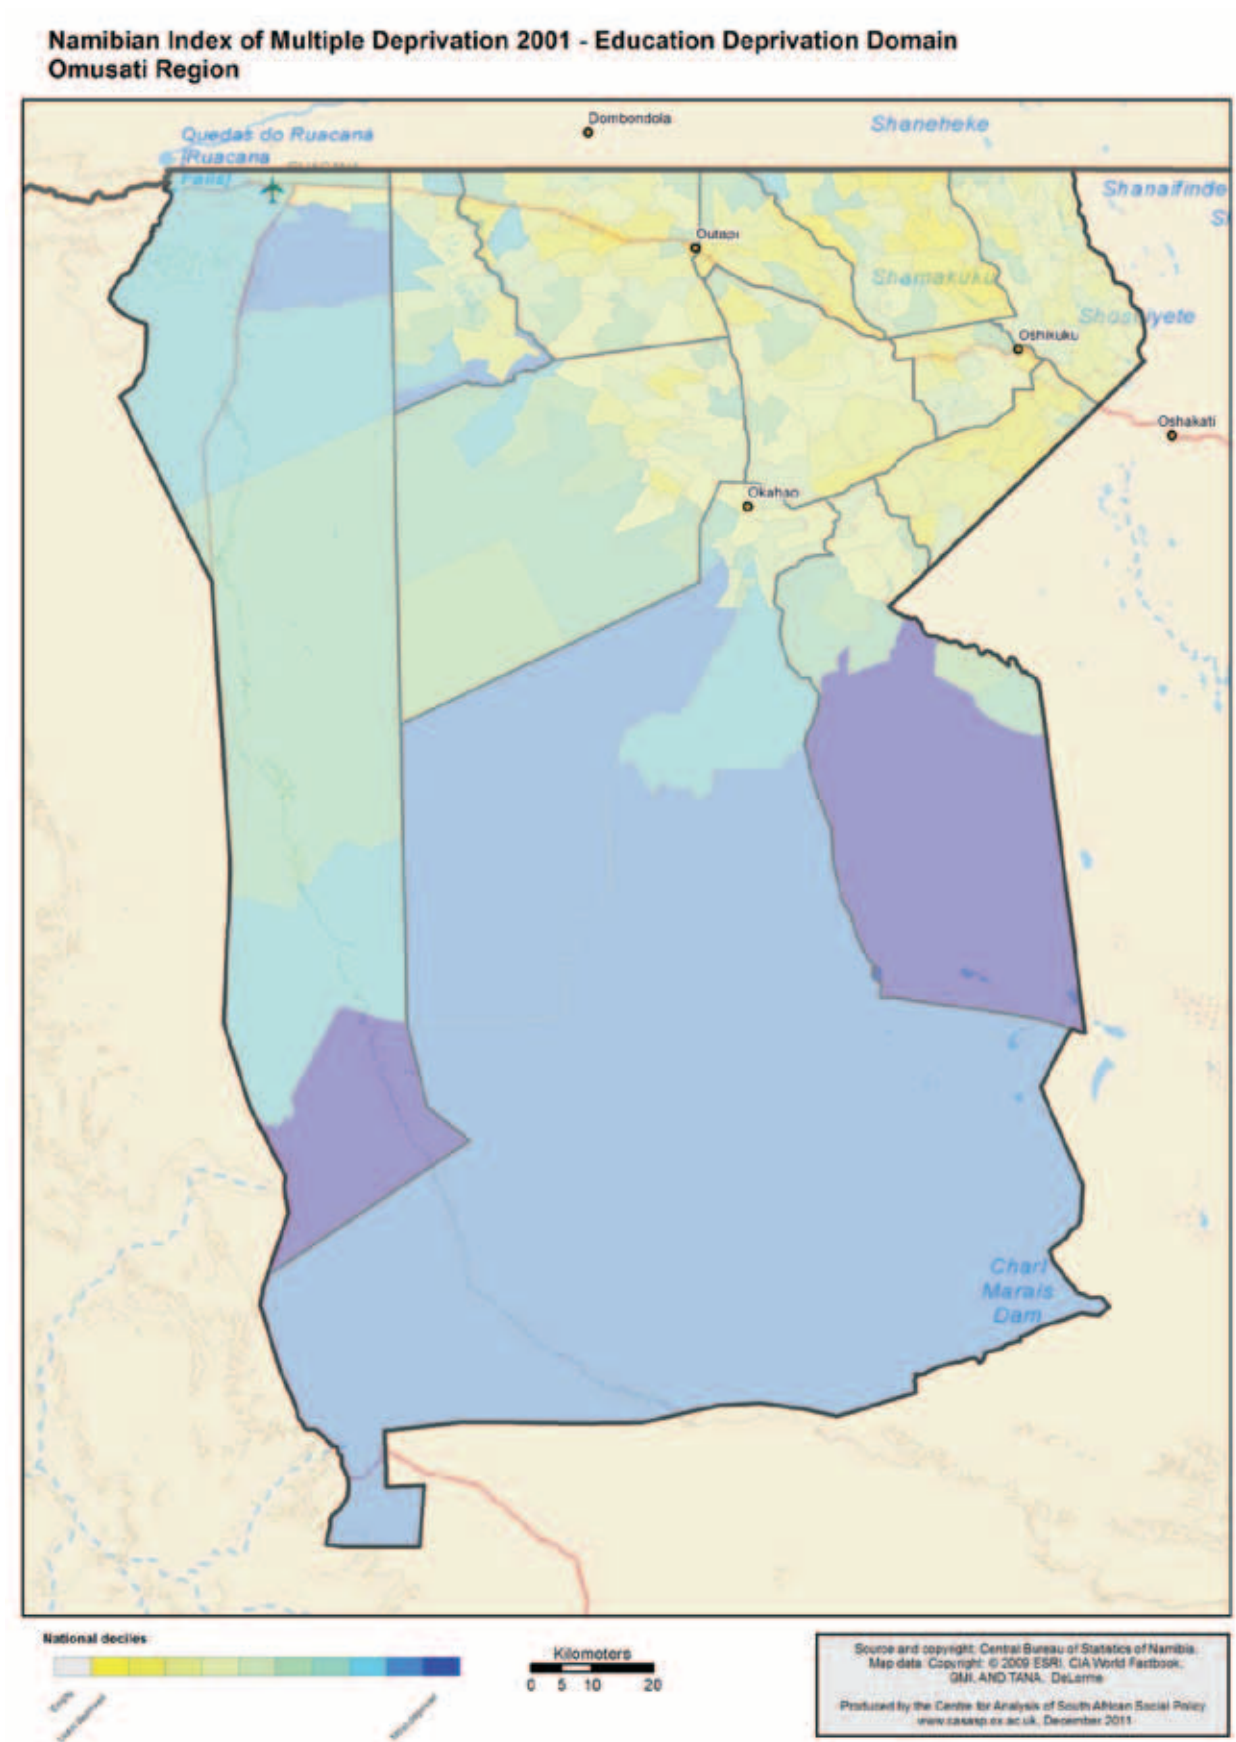 Namibian Index of Multiple Deprivation 2001 - Education Deprivation Domain
Omusati Region
Dombondola
Shaneheke
Quedas do Ruacana
[Ruacana
Falls]
Shanaifinde
Outapi
Shamakuku
Oshikuku
Oshakati
Okahao
Charl
Marais
Dam
National deciles
Kilometers
0 5 10 20
Source and copyright: Central Bureau of Statistics of Namibia.
Map data: Copyright: © 2009 ESRI, CIA World Factbook,
GMI, AND TANA, DeLorme
Produced by the Centre for Analysis of South African Social Policy
www.casasp.ox.ac.uk, December 2011